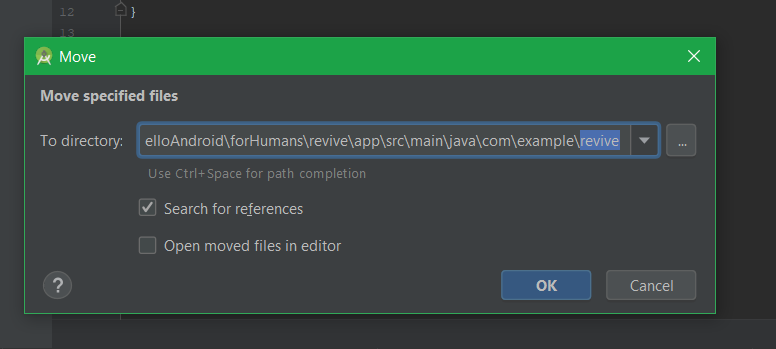 12 }
13
Move
Move specified files
To directory: elloAndroid\forHumans\revive\app\src\main\java\com\example\revive ...
Use Ctrl+Space for path completion
Search for references
Open moved files in editor
? OK Cancel